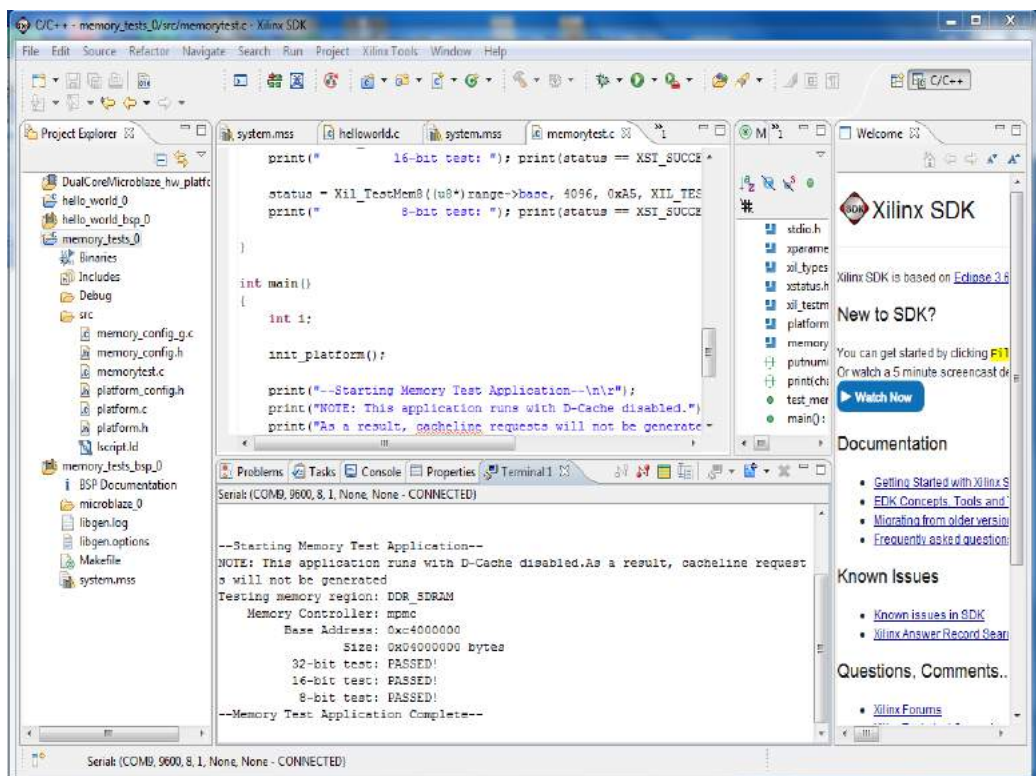 C/C++ - memory_tests_0/src/memorytest.c - Xilinx SDK
File Edit Source Refactor Navigate Search Run Project Xilinx Tools Window Help
C/C++
Project Explorer
DualCoreMicroblaze_hw_platfc
hello_world_0
hello_world_bsp_0
memory_tests_0
Binaries
Includes
Debug
src
memory_config_g.c
memory_config.h
memorytest.c
platform_config.h
platform.c
platform.h
lscript.ld
memory_tests_bsp_0
BSP Documentation
microblaze_0
libgen.log
libgen.options
Makefile
system.mss
system.mss helloworld.c system.mss memorytest.c "1
print(" 16-bit test: "); print(status == XST_SUCCE
status = Xil_TestMem8((u8*)range->base, 4096, 0xA5, XIL_TES
print(" 8-bit test: "); print(status == XST_SUCCE
}
int main()
{
int i;
init_platform();
print("--Starting Memory Test Application--\n\r");
print("NOTE: This application runs with D-Cache disabled.")
print("As a result, cacheline requests will not be generate
M "1
stdio.h
xparame
xil_types
xstatus.h
xil_testm
platform
memory
putnum(
print(cha
test_mer
main() :
Problems Tasks Console Properties Terminal 1
Serial: (COM9, 9600, 8, 1, None, None - CONNECTED)
--Starting Memory Test Application--
NOTE: This application runs with D-Cache disabled.As a result, cacheline request
s will not be generated
Testing memory region: DDR_SDRAM
Memory Controller: mpmc
Base Address: 0xc4000000
Size: 0x04000000 bytes
32-bit test: PASSED!
16-bit test: PASSED!
8-bit test: PASSED!
--Memory Test Application Complete--
Welcome
SDK Xilinx SDK
Xilinx SDK is based on Eclipse 3.6
New to SDK?
You can get started by clicking Fil
Or watch a 5 minute screencast de
Watch Now
Documentation
Getting Started with Xilinx S
EDK Concepts, Tools and
Migrating from older version
Frequently asked question
Known Issues
Known issues in SDK
Xilinx Answer Record Sear
Questions, Comments..
Xilinx Forums
Serial: (COM9, 9600, 8, 1, None, None - CONNECTED)